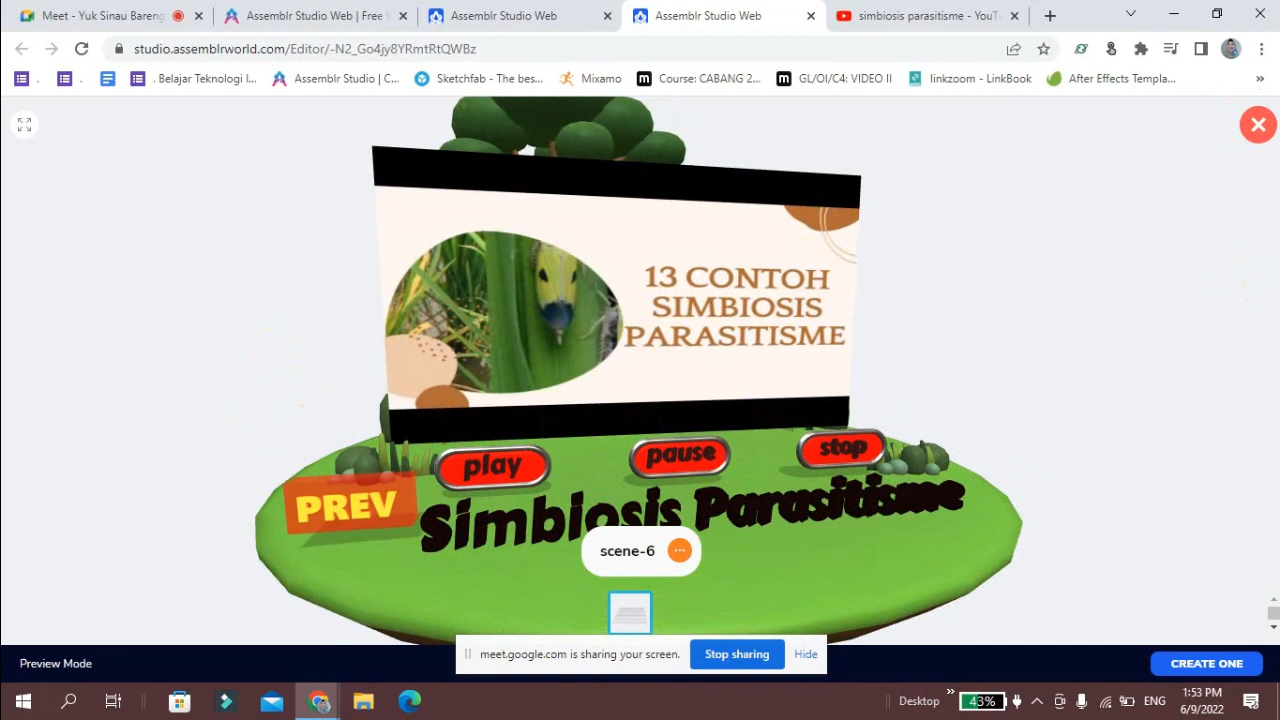 Meet - Yuk Sinau Bareng
Assemblr Studio Web | Free V
Assemblr Studio Web
Assemblr Studio Web
simbiosis parasitisme - YouT
studio.assemblrworld.com/Editor/-N2_Go4jy8YRmtRtQWBz
. . . Belajar Teknologi I... Assemblr Studio | C... Sketchfab - The bes... Mixamo Course: CABANG 2... GL/OI/C4: VIDEO II linkzoom - LinkBook After Effects Templa... »
13 CONTOH
SIMBIOSIS
PARASITISME
play pause stop
PREV
Simbiosis Parasitisme
scene-6
meet.google.com is sharing your screen. Stop sharing Hide
Preview Mode
CREATE ONE
Desktop » 43% ENG
1:53 PM
6/9/2022